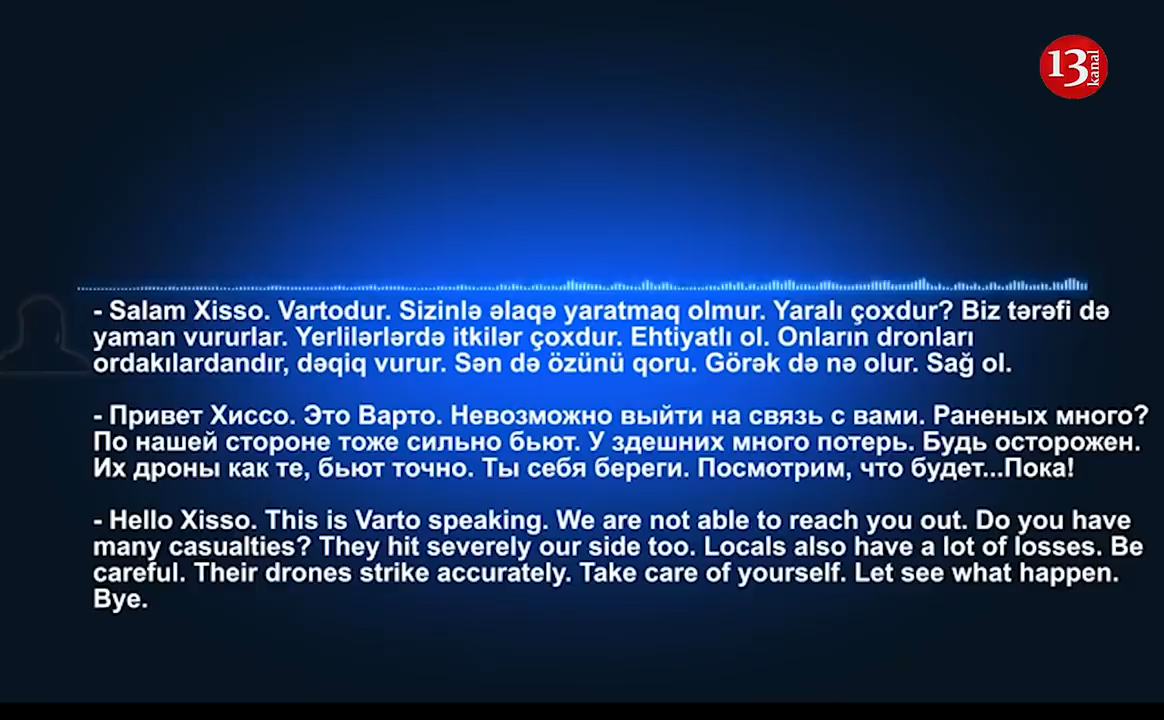 13 kanal
- Salam Xisso. Vartodur. Sizinlə əlaqə yaratmaq olmur. Yaralı çoxdur? Biz tərəfi də
yaman vururlar. Yerlilərlərdə itkilər çoxdur. Ehtiyatlı ol. Onların dronları
ordakılardandır, dəqiq vurur. Sən də özünü qoru. Görək də nə olur. Sağ ol.
- Привет Хиссо. Это Варто. Невозможно выйти на связь с вами. Раненых много?
По нашей стороне тоже сильно бьют. У здешних много потерь. Будь осторожен.
Их дроны как те, бьют точно. Ты себя береги. Посмотрим, что будет...Пока!
- Hello Xisso. This is Varto speaking. We are not able to reach you out. Do you have
many casualties? They hit severely our side too. Locals also have a lot of losses. Be
careful. Their drones strike accurately. Take care of yourself. Let see what happen.
Bye.